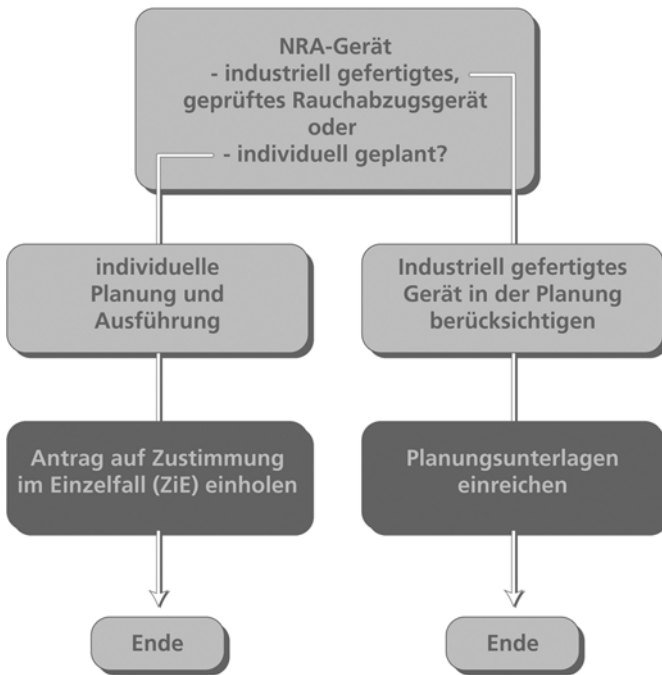 NRA-Gerät
- industriell gefertigtes,
geprüftes Rauchabzugsgerät
oder
- individuell geplant?
individuelle
Planung und
Ausführung
Industriell gefertigtes
Gerät in der Planung
berücksichtigen
Antrag auf Zustimmung
im Einzelfall (ZiE) einholen
Planungsunterlagen
einreichen
Ende
Ende